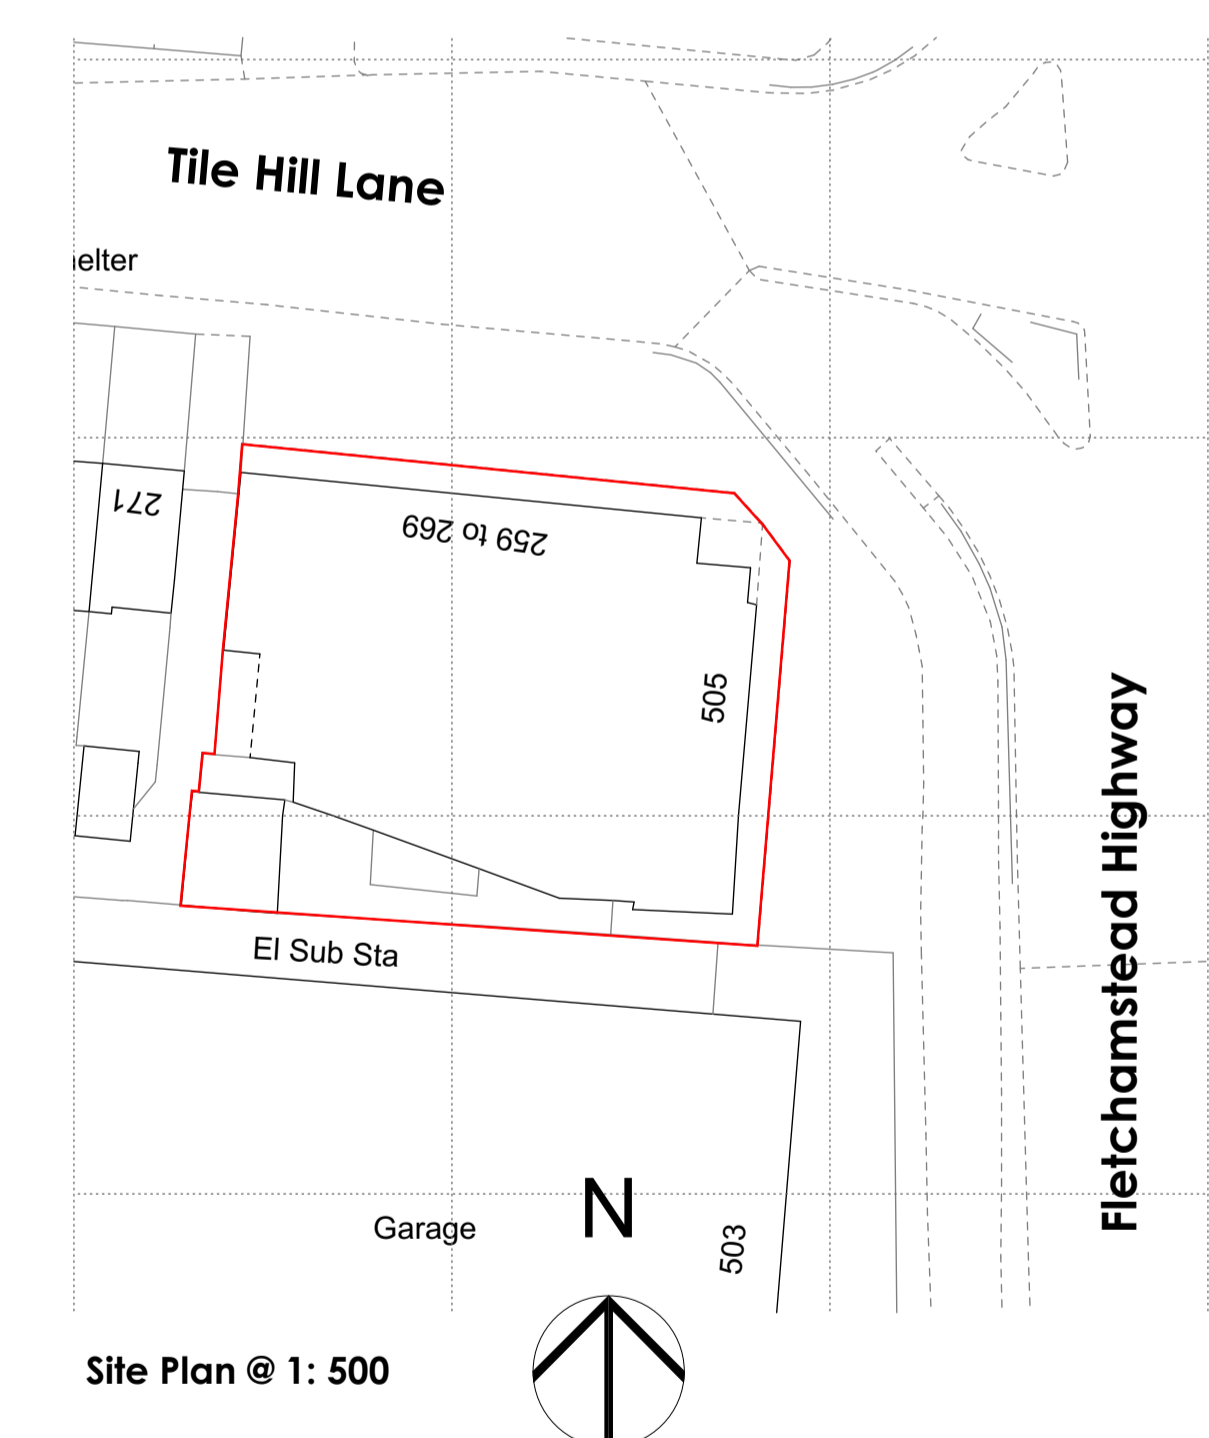 Tile Hill Lane
elter
271
259 to 269
505
El Sub Sta
Fletchamstead Highway
Garage
503
N
Site Plan @ 1: 500